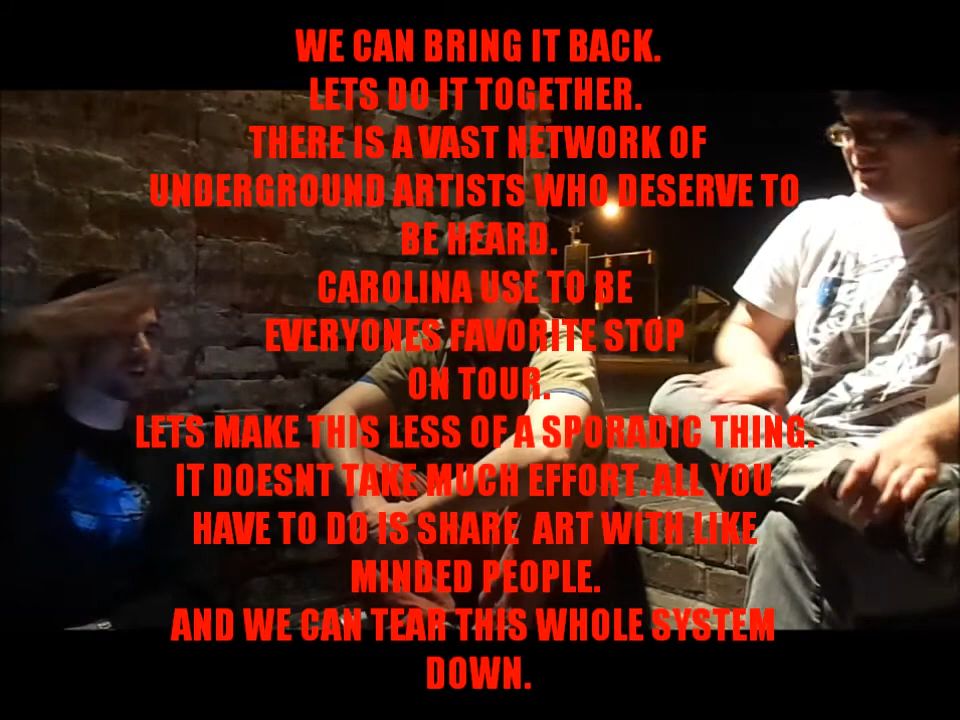 WE CAN BRING IT BACK.
LETS DO IT TOGETHER.
THERE IS A VAST NETWORK OF
UNDERGROUND ARTISTS WHO DESERVE TO
BE HEARD.
CAROLINA USE TO BE
EVERYONES FAVORITE STOP
ON TOUR.
LETS MAKE THIS LESS OF A SPORADIC THING.
IT DOESNT TAKE MUCH EFFORT. ALL YOU
HAVE TO DO IS SHARE ART WITH LIKE
MINDED PEOPLE.
AND WE CAN TEAR THIS WHOLE SYSTEM
DOWN.